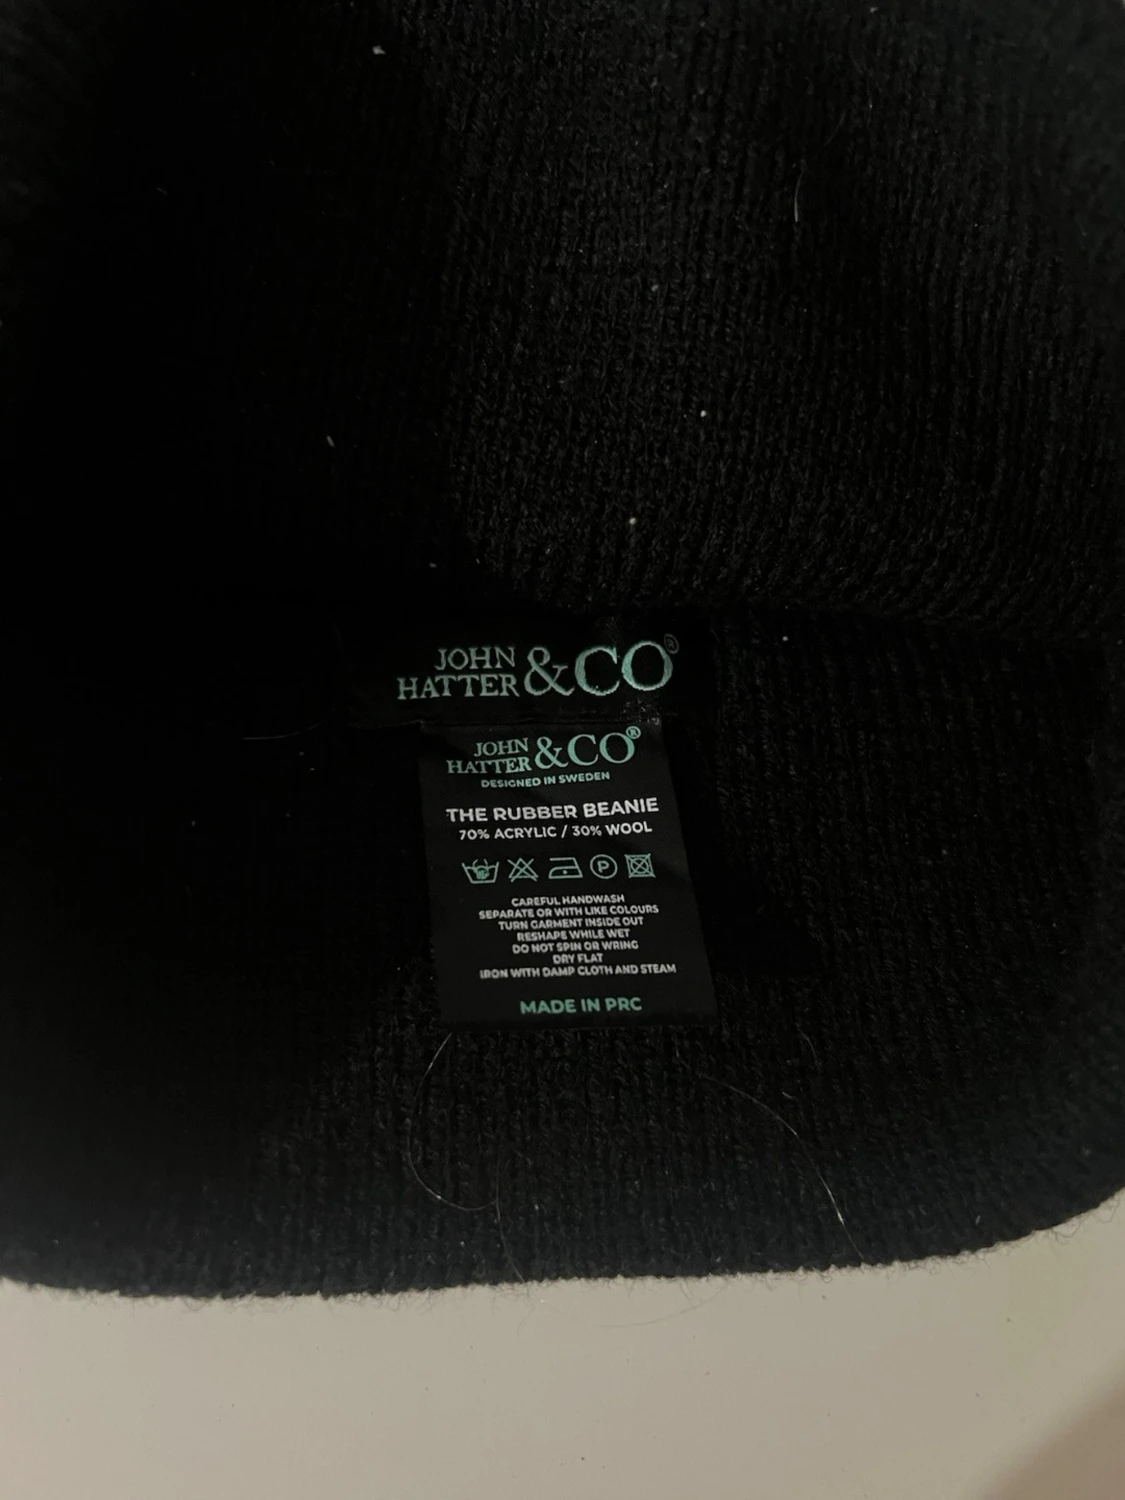 JOHN
HATTER &CO®
JOHN
HATTER &CO®
DESIGNED IN SWEDEN
THE RUBBER BEANIE
70% ACRYLIC / 30% WOOL
P
CAREFUL HANDWASH
SEPARATE OR WITH LIKE COLOURS
TURN GARMENT INSIDE OUT
RESHAPE WHILE WET
DO NOT SPIN OR WRING
DRY FLAT
IRON WITH DAMP CLOTH AND STEAM
MADE IN PRC